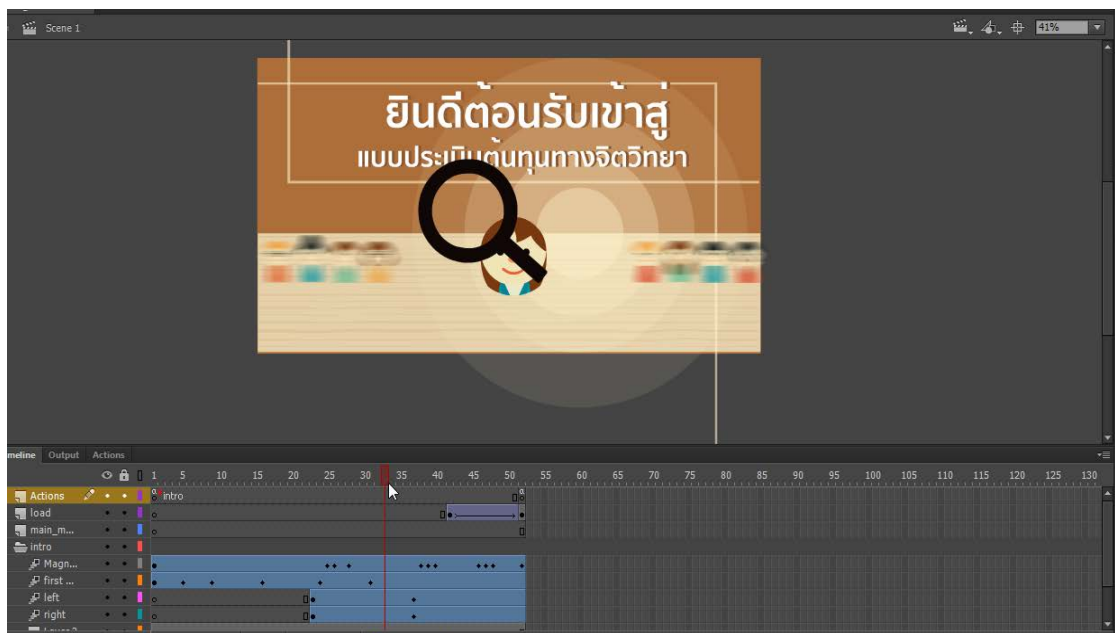 Scene 1
41%
ยินดีต้อนรับเข้าสู่
แบบประเมินต้นทุนทางจิตวิทยา
meline Output Actions
1 5 10 15 20 25 30 35 40 45 50 55 60 65 70 75 80 85 90 95 100 105 110 115 120 125 130
Actions intro
load
main_m...
intro
Magn...
first ...
left
right